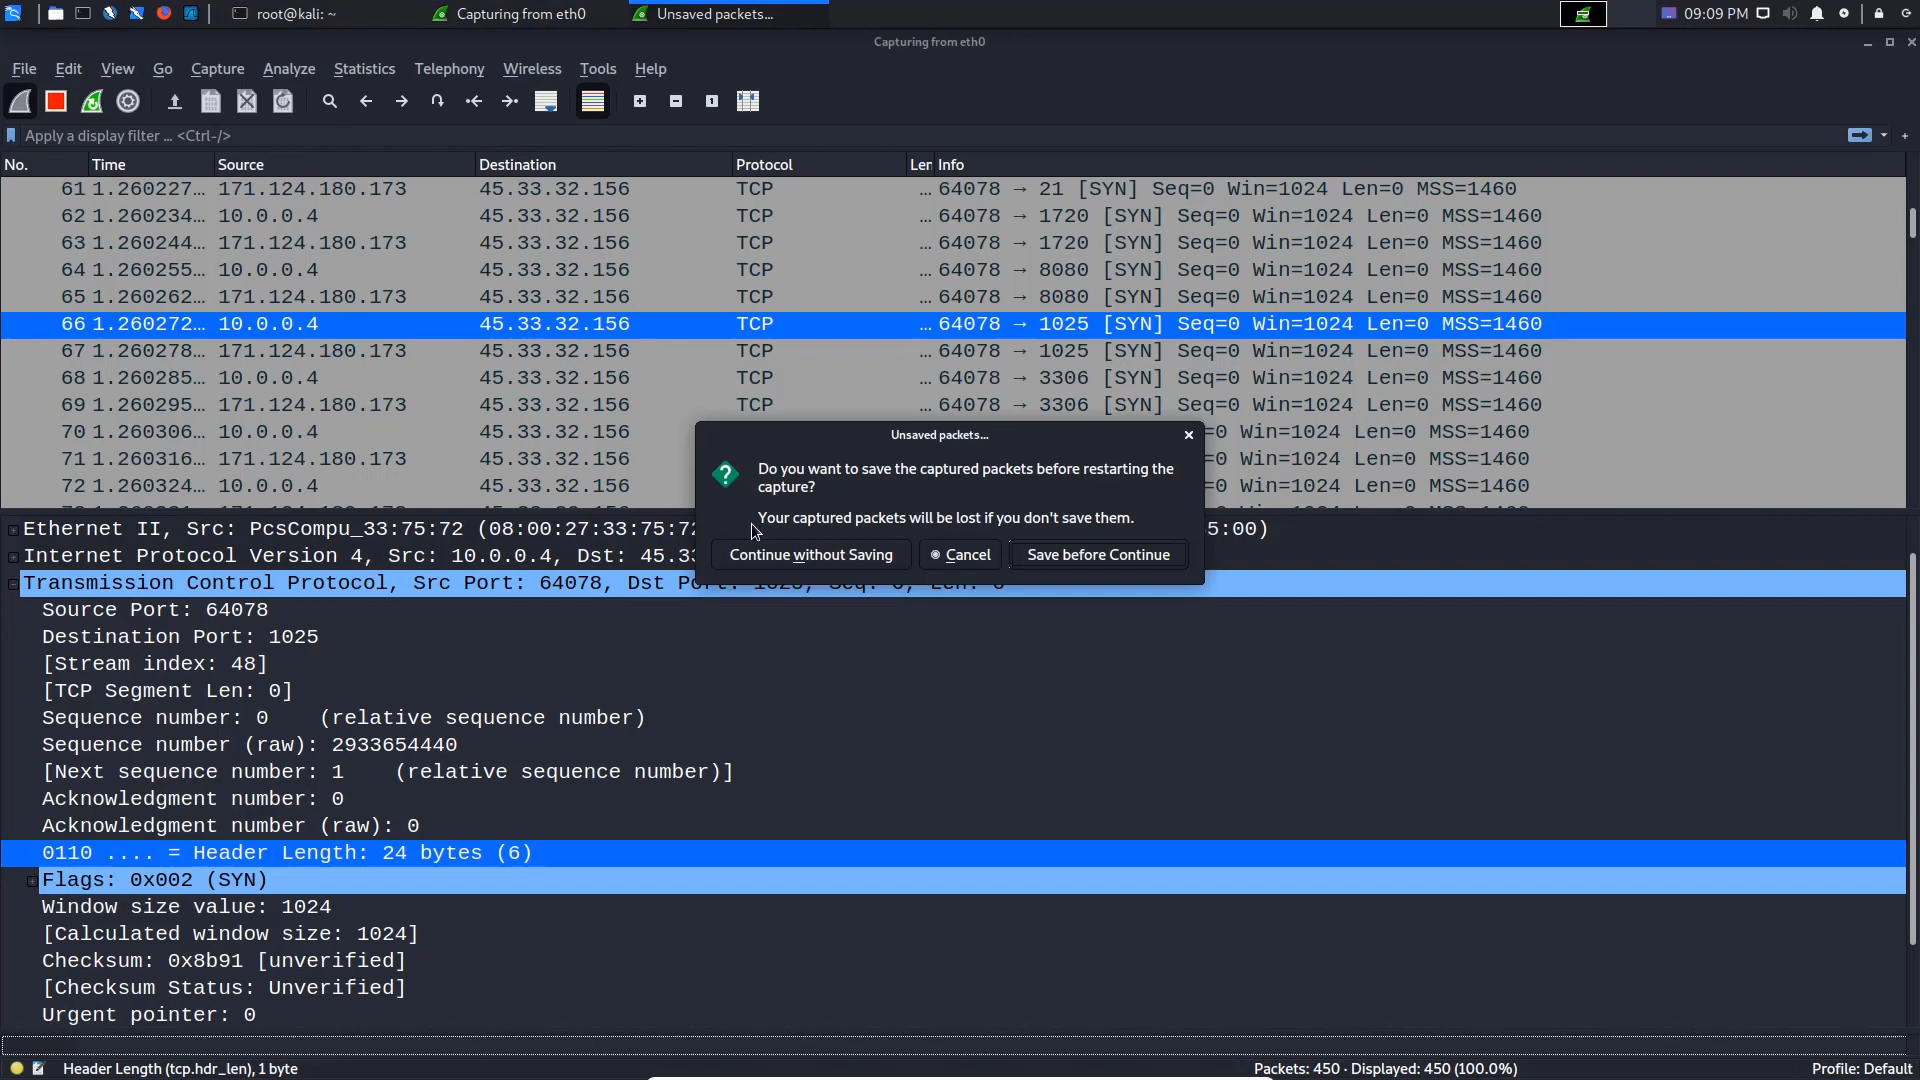 root@kali: ~
Capturing from eth0
Unsaved packets...
09:09 PM
Capturing from eth0
File Edit View Go Capture Analyze Statistics Telephony Wireless Tools Help
Apply a display filter ... <Ctrl-/>
No. Time Source Destination Protocol Len Info
61 1.260227… 171.124.180.173 45.33.32.156 TCP … 64078 → 21 [SYN] Seq=0 Win=1024 Len=0 MSS=1460
62 1.260234… 10.0.0.4 45.33.32.156 TCP … 64078 → 1720 [SYN] Seq=0 Win=1024 Len=0 MSS=1460
63 1.260244… 171.124.180.173 45.33.32.156 TCP … 64078 → 1720 [SYN] Seq=0 Win=1024 Len=0 MSS=1460
64 1.260255… 10.0.0.4 45.33.32.156 TCP … 64078 → 8080 [SYN] Seq=0 Win=1024 Len=0 MSS=1460
65 1.260262… 171.124.180.173 45.33.32.156 TCP … 64078 → 8080 [SYN] Seq=0 Win=1024 Len=0 MSS=1460
66 1.260272… 10.0.0.4 45.33.32.156 TCP … 64078 → 1025 [SYN] Seq=0 Win=1024 Len=0 MSS=1460
67 1.260278… 171.124.180.173 45.33.32.156 TCP … 64078 → 1025 [SYN] Seq=0 Win=1024 Len=0 MSS=1460
68 1.260285… 10.0.0.4 45.33.32.156 TCP … 64078 → 3306 [SYN] Seq=0 Win=1024 Len=0 MSS=1460
69 1.260295… 171.124.180.173 45.33.32.156 TCP … 64078 → 3306 [SYN] Seq=0 Win=1024 Len=0 MSS=1460
70 1.260306… 10.0.0.4 45.33.32.156 =0 Win=1024 Len=0 MSS=1460
71 1.260316… 171.124.180.173 45.33.32.156 =0 Win=1024 Len=0 MSS=1460
72 1.260324… 10.0.0.4 45.33.32.156 =0 Win=1024 Len=0 MSS=1460
Unsaved packets...
Do you want to save the captured packets before restarting the
capture?
Your captured packets will be lost if you don't save them.
Continue without Saving Cancel Save before Continue
Ethernet II, Src: PcsCompu_33:75:72 (08:00:27:33:75:72 5:00)
Internet Protocol Version 4, Src: 10.0.0.4, Dst: 45.33
Transmission Control Protocol, Src Port: 64078, Dst Port: 1025, Seq: 0, Len: 0
Source Port: 64078
Destination Port: 1025
[Stream index: 48]
[TCP Segment Len: 0]
Sequence number: 0 (relative sequence number)
Sequence number (raw): 2933654440
[Next sequence number: 1 (relative sequence number)]
Acknowledgment number: 0
Acknowledgment number (raw): 0
0110 .... = Header Length: 24 bytes (6)
Flags: 0x002 (SYN)
Window size value: 1024
[Calculated window size: 1024]
Checksum: 0x8b91 [unverified]
[Checksum Status: Unverified]
Urgent pointer: 0
Header Length (tcp.hdr_len), 1 byte
Packets: 450 · Displayed: 450 (100.0%)
Profile: Default